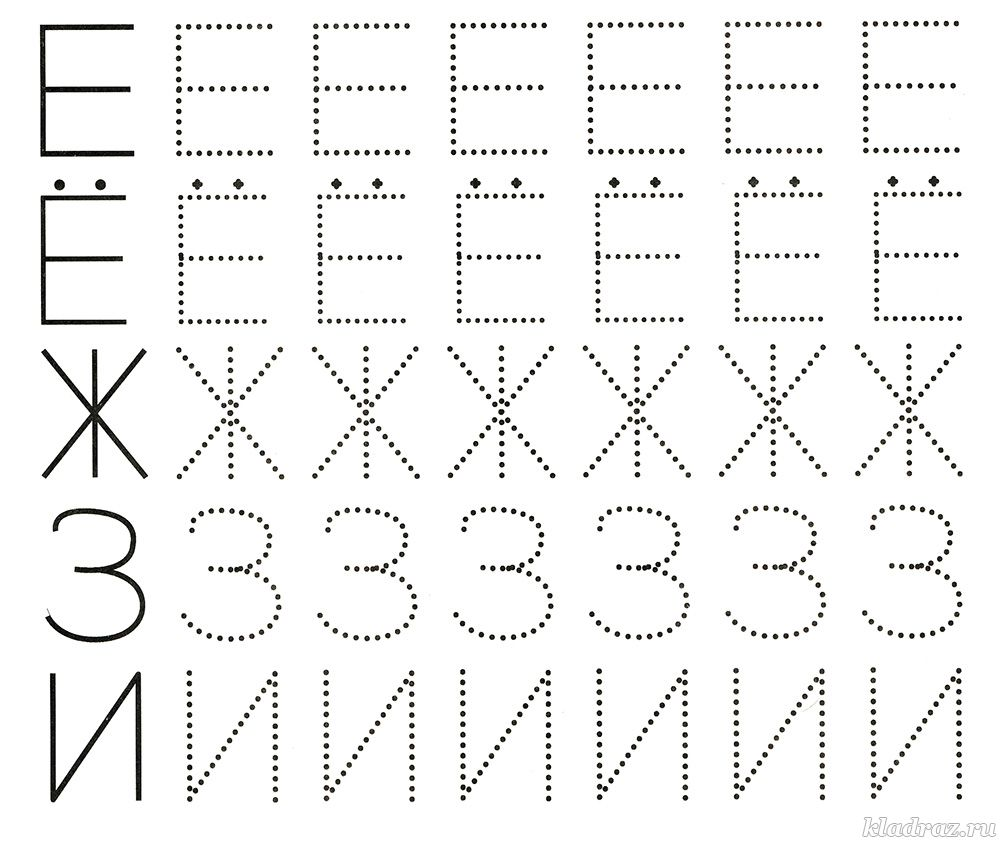 Е Е Е Е Е Е Е
Ё Ё Ё Ё Ё Ё Ё
Ж Ж Ж Ж Ж Ж Ж
З З З З З З З
И И И И И И И
kladraz.ru